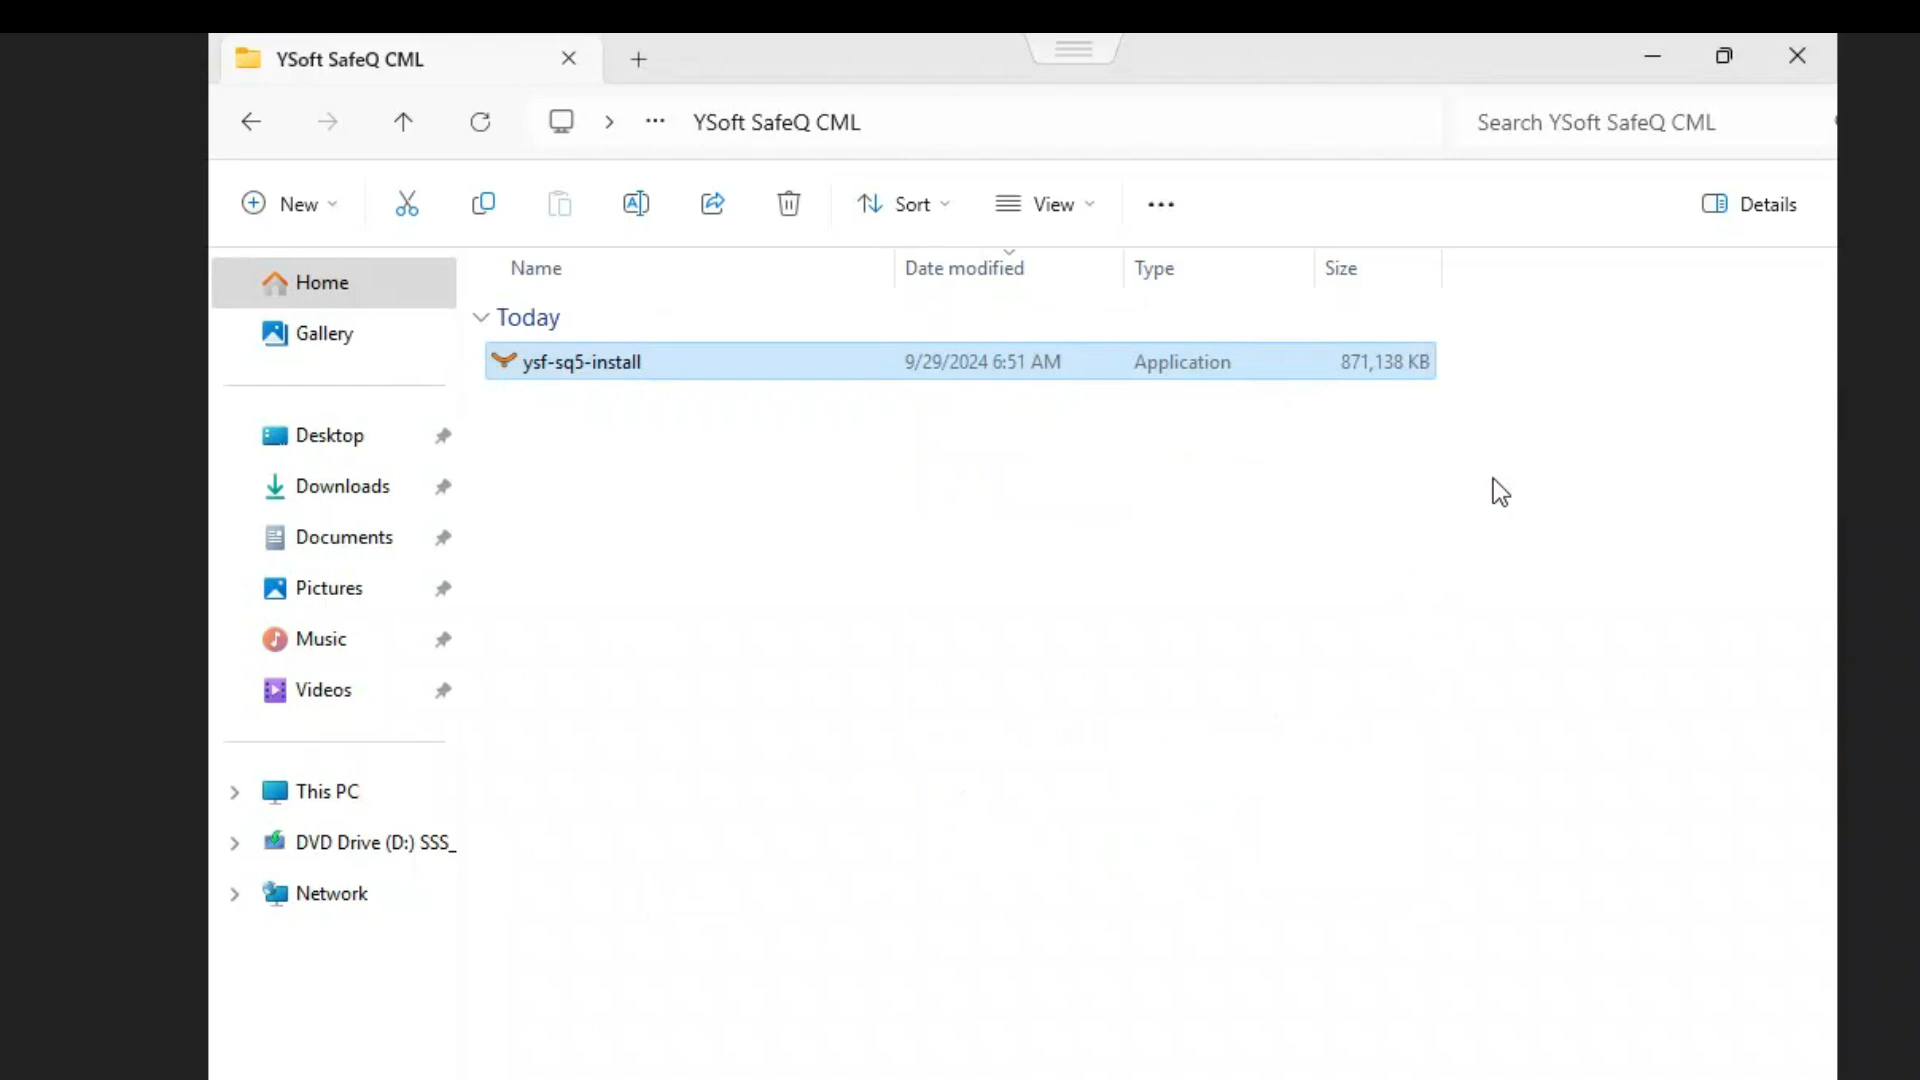 YSoft SafeQ CML
YSoft SafeQ CML
Search YSoft SafeQ CML
New
Sort
View
Details
Name
Date modified
Type
Size
Home
Today
Gallery
ysf-sq5-install
9/29/2024 6:51 AM
Application
871,138 KB
Desktop
Downloads
Documents
Pictures
Music
Videos
This PC
DVD Drive (D:) SSS_
Network